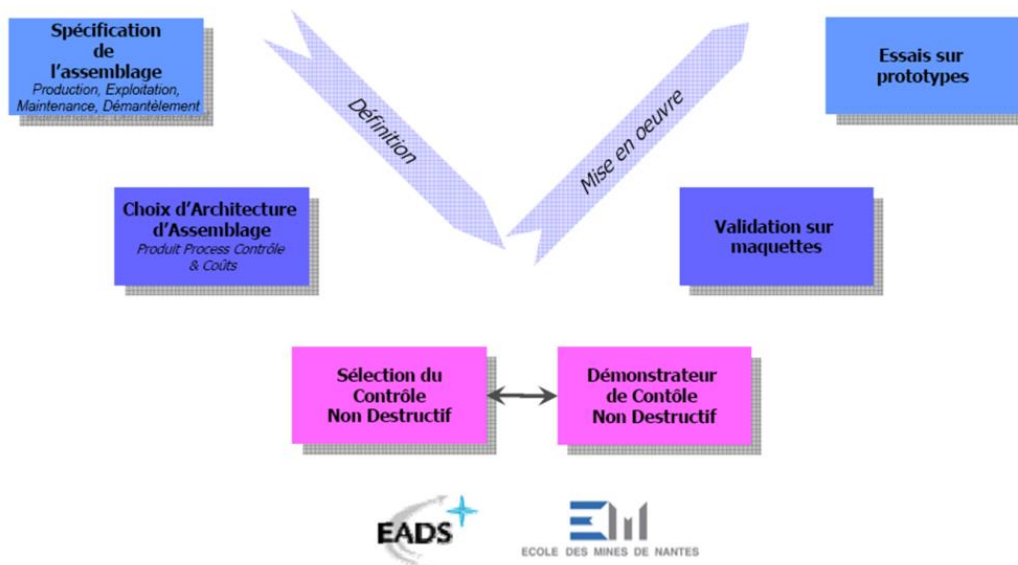 Spécification
de
l'assemblage
Production, Exploitation,
Maintenance, Démantèlement
Définition
Mise en oeuvre
Essais sur
prototypes
Choix d'Architecture
d'Assemblage
Produit Process Contrôle
& Coûts
Validation sur
maquettes
Sélection du
Contrôle
Non Destructif
Démonstrateur
de Contôle
Non Destructif
EADS
EM
ECOLE DES MINES DE NANTES